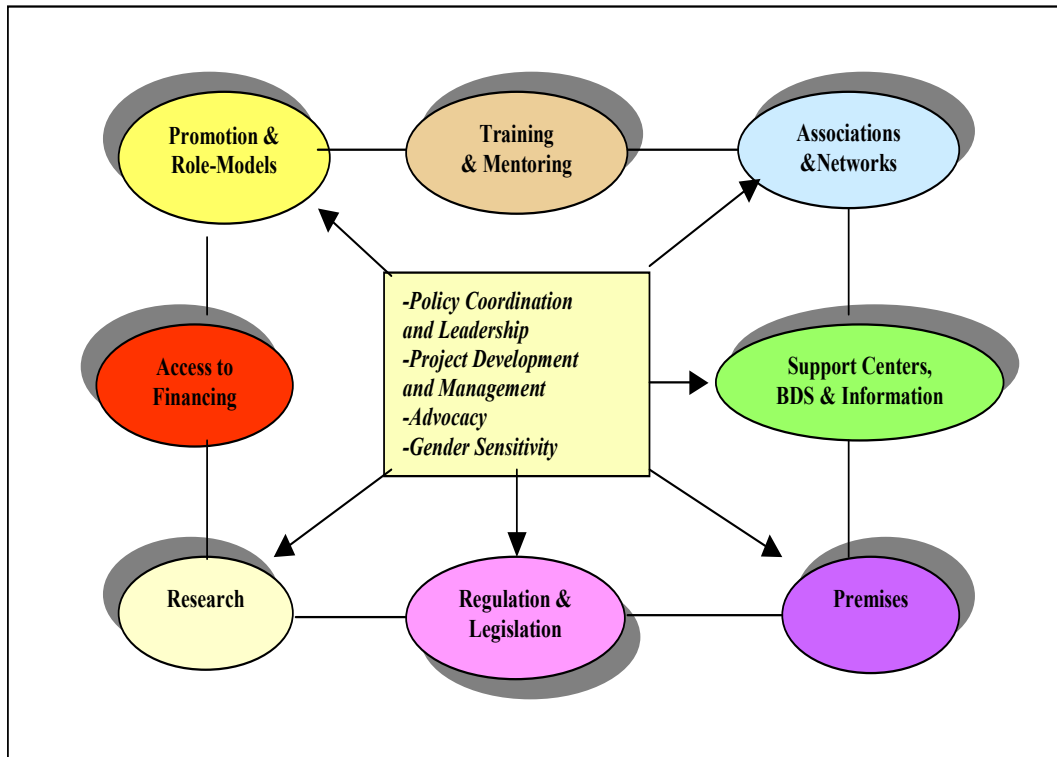 Promotion &
Role-Models
Training
& Mentoring
Associations
&Networks
-Policy Coordination
and Leadership
-Project Development
and Management
-Advocacy
-Gender Sensitivity
Access to
Financing
Support Centers,
BDS & Information
Research
Regulation &
Legislation
Premises